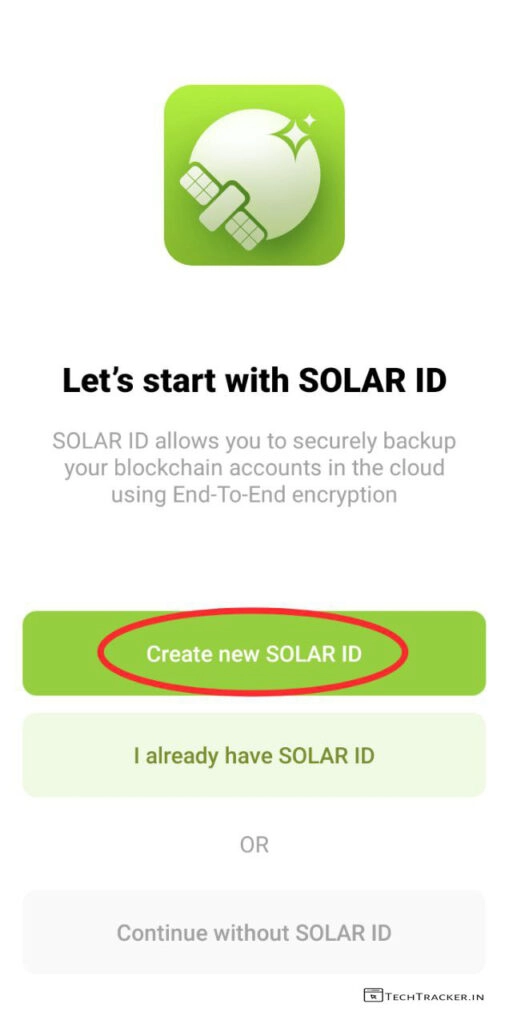 Let’s start with SOLAR ID
SOLAR ID allows you to securely backup
your blockchain accounts in the cloud
using End-To-End encryption
Create new SOLAR ID
I already have SOLAR ID
OR
Continue without SOLAR ID
TECHTRACKER.IN